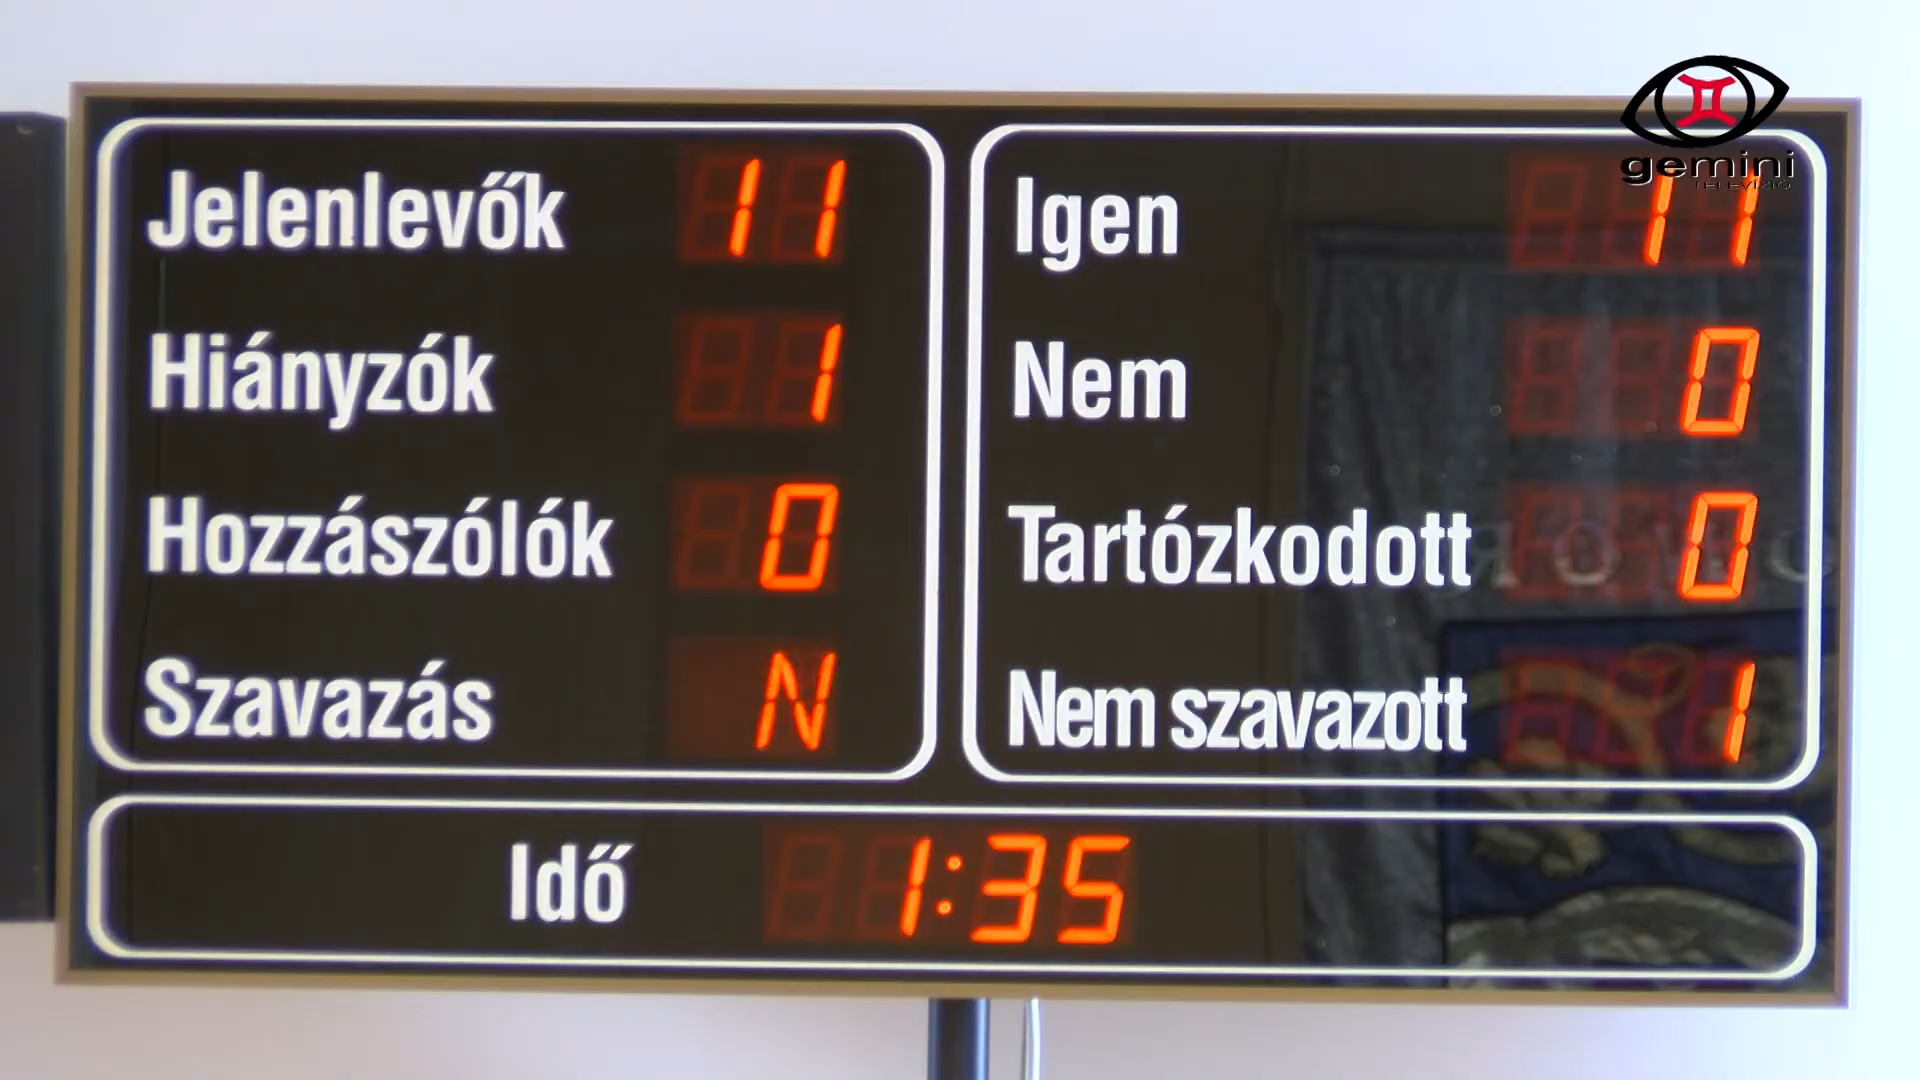 gemini
TELEVÍZIÓ
Jelenlevők 11
Hiányzók 1
Hozzászólók 0
Szavazás N
Igen 11
Nem 0
Tartózkodott 0
Nem szavazott 1
Idő 1:35